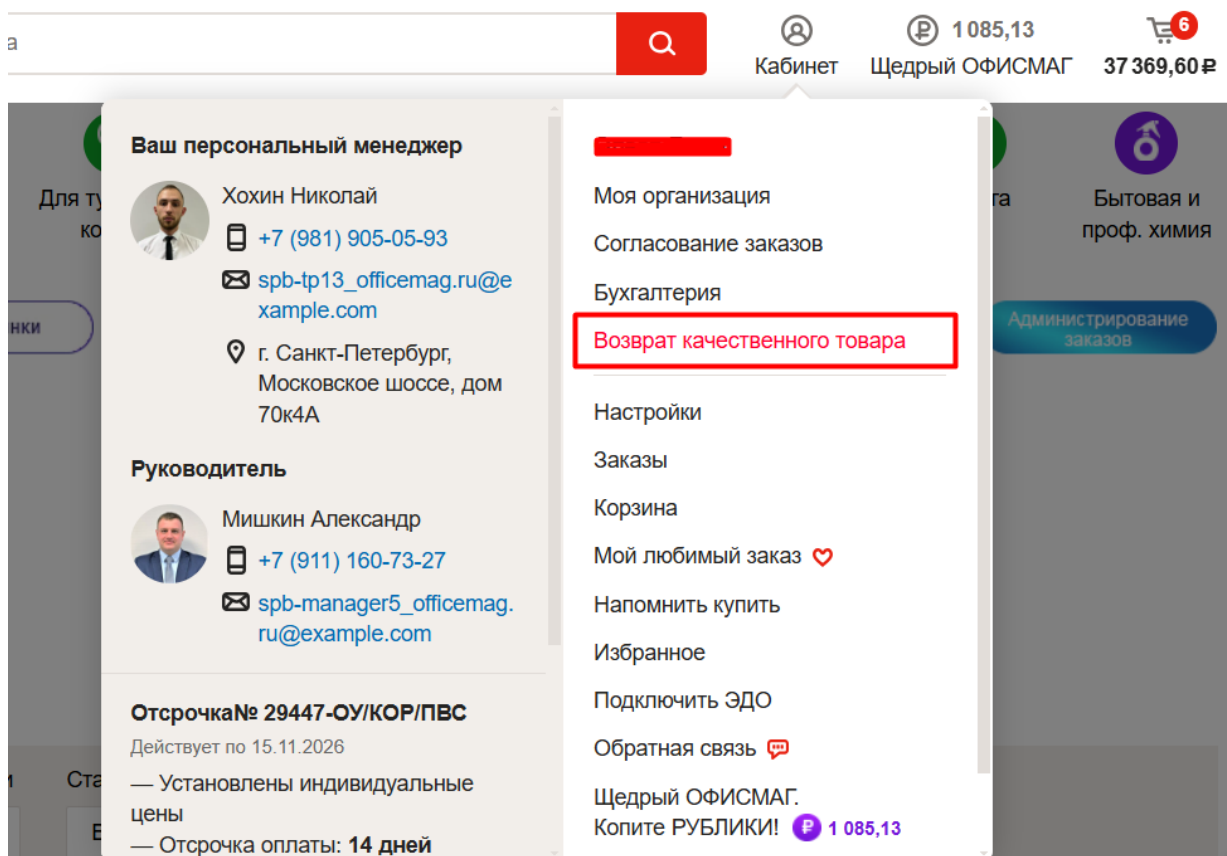 а
Кабинет
1 085,13
Щедрый ОФИСМАГ
6
37 369,60 ₽
Для ту
ко
га
Бытовая и
проф. химия
нки
Администрирование
заказов
Ваш персональный менеджер
Хохин Николай
+7 (981) 905-05-93
spb-tp13_officemag.ru@e
xample.com
г. Санкт-Петербург,
Московское шоссе, дом
70к4А
Руководитель
Мишкин Александр
+7 (911) 160-73-27
spb-manager5_officemag.
ru@example.com
Отсрочка№ 29447-ОУ/КОР/ПВС
Действует по 15.11.2026
— Установлены индивидуальные
цены
— Отсрочка оплаты: 14 дней
Моя организация
Согласование заказов
Бухгалтерия
Возврат качественного товара
Настройки
Заказы
Корзина
Мой любимый заказ
Напомнить купить
Избранное
Подключить ЭДО
Обратная связь
Щедрый ОФИСМАГ.
Копите РУБЛИКИ! ₽ 1 085,13
Ста